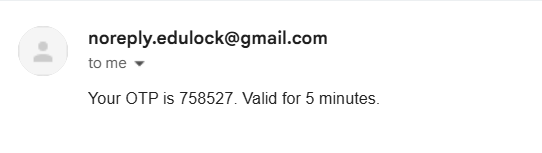 noreply.edulock@gmail.com
to me
Your OTP is 758527. Valid for 5 minutes.